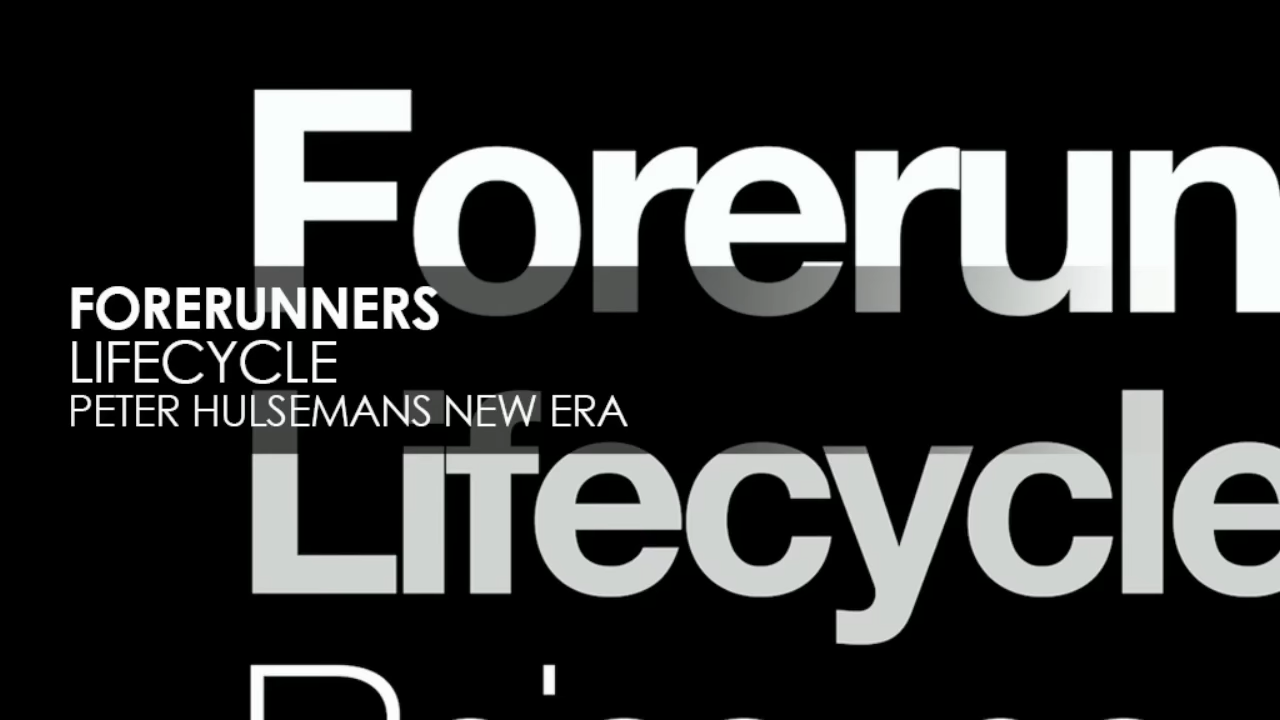 Forerun
FORERUNNERS
LIFECYCLE
PETER HULSEMANS NEW ERA
Lifecycle